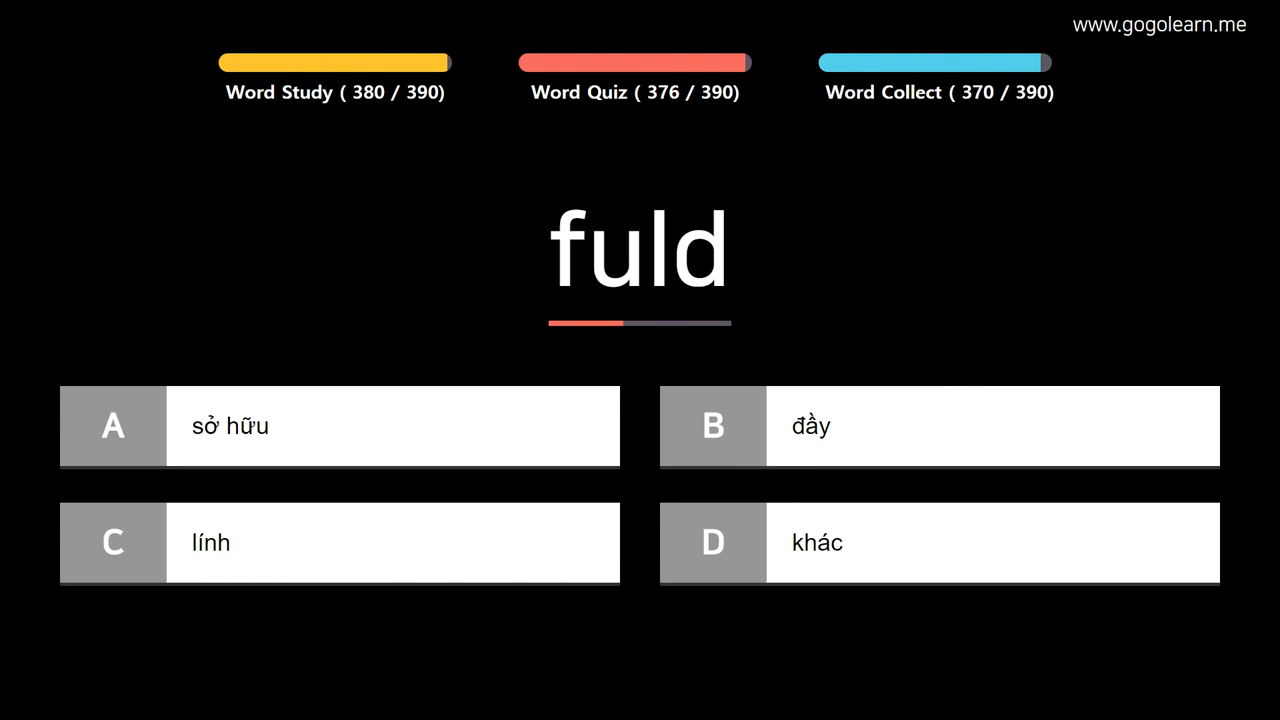 www.gogolearn.me
Word Study ( 380 / 390)
Word Quiz ( 376 / 390)
Word Collect ( 370 / 390)
fuld
A
sở hữu
B
đầy
C
lính
D
khác